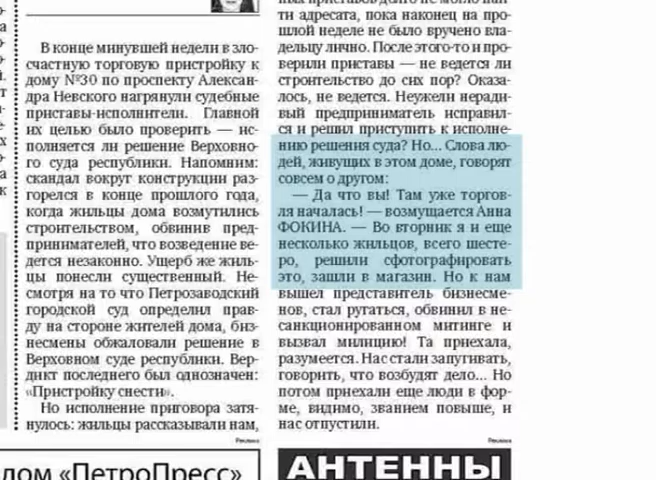 В конце минувшей недели в зло-
счастную торговую пристройку к
дому №30 по проспекту Алексан-
дра Невского нагрянули судебные
приставы-исполнители. Главной
их целью было проверить — ис-
полняется ли решение Верховно-
го суда республики. Напомним:
скандал вокруг конструкции раз-
горелся в конце прошлого года,
когда жильцы дома возмутились
строительством, обвинив пред-
принимателей, что возведение ве-
дется незаконно. Ущерб же жиль-
цы понесли существенный. Не-
смотря на то что Петрозаводский
городской суд определил прав-
ду на стороне жителей дома, биз-
несмены обжаловали решение в
Верховном суде республики. Вер-
дикт последнего был однозначен:
«Пристройку снести».
Но исполнение приговора затя-
нулось: жильцы рассказывали нам,
Реклама
дом «ПетроПресс»
ти адресата, пока наконец на про-
шлой неделе не было вручено вла-
дельцу лично. После этого-то и про-
верили приставы — не ведется ли
строительство до сих пор? Оказа-
лось, не ведется. Неужели неради-
вый предприниматель исправил-
ся и решил приступить к исполне-
нию решения суда? Но... Слова лю-
дей, живущих в этом доме, говорят
совсем о другом:
— Да что вы! Там уже торгов-
ля началась! — возмущается Анна
ФОКИНА. — Во вторник я и еще
несколько жильцов, всего шесте-
ро, решили сфотографировать
это, зашли в магазин. Но к нам
вышел представитель бизнесме-
нов, стал ругаться, обвинил в не-
санкционированном митинге и
вызвал милицию! Та приехала,
разумеется. Нас стали запугивать,
говорить, что возбудят дело... Но
потом приехали еще люди в фор-
ме, видимо, званием повыше, и
нас отпустили.
Реклама
АНТЕННЫ